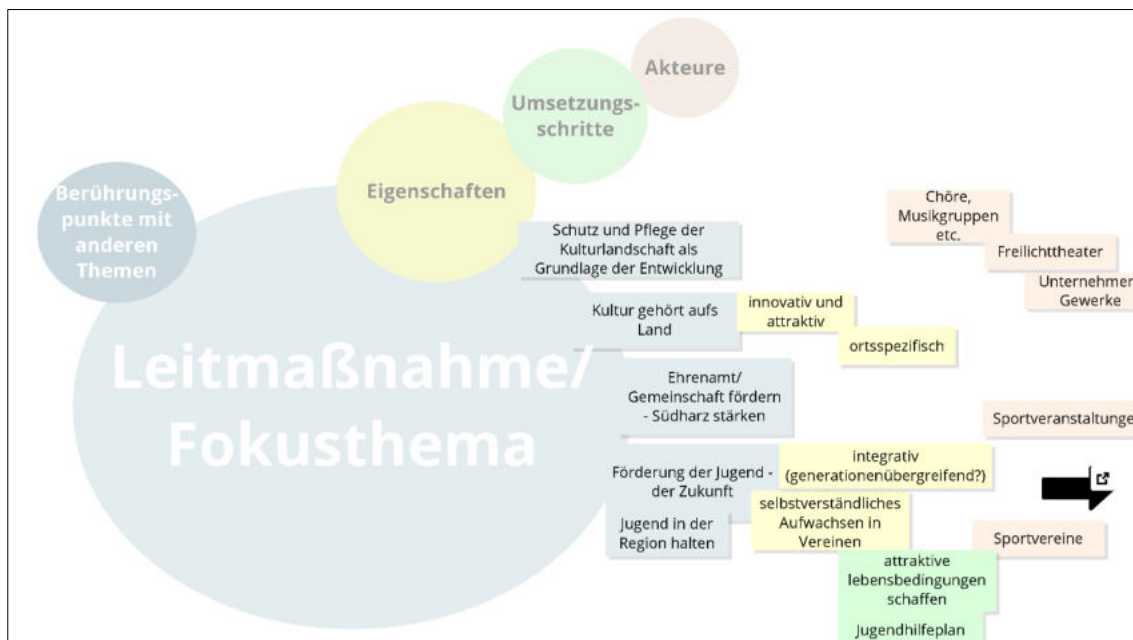 Akteure
Umsetzungs-
schritte
Eigenschaften
Berührungs-
punkte mit
anderen
Themen
Leitmaßnahme/
Fokusthema
Schutz und Pflege der
Kulturlandschaft als
Grundlage der Entwicklung
Kultur gehört aufs
Land
innovativ und
attraktiv
ortsspezifisch
Ehrenamt/
Gemeinschaft fördern
- Südharz stärken
Förderung der Jugend -
der Zukunft
Jugend in der
Region halten
integrativ
(generationenübergreifend?)
selbstverständliches
Aufwachsen in
Vereinen
attraktive
lebensbedingungen
schaffen
Jugendhilfeplan
Chöre,
Musikgruppen
etc.
Freilichttheater
Unternehmen
Gewerke
Sportveranstaltunge
Sportvereine